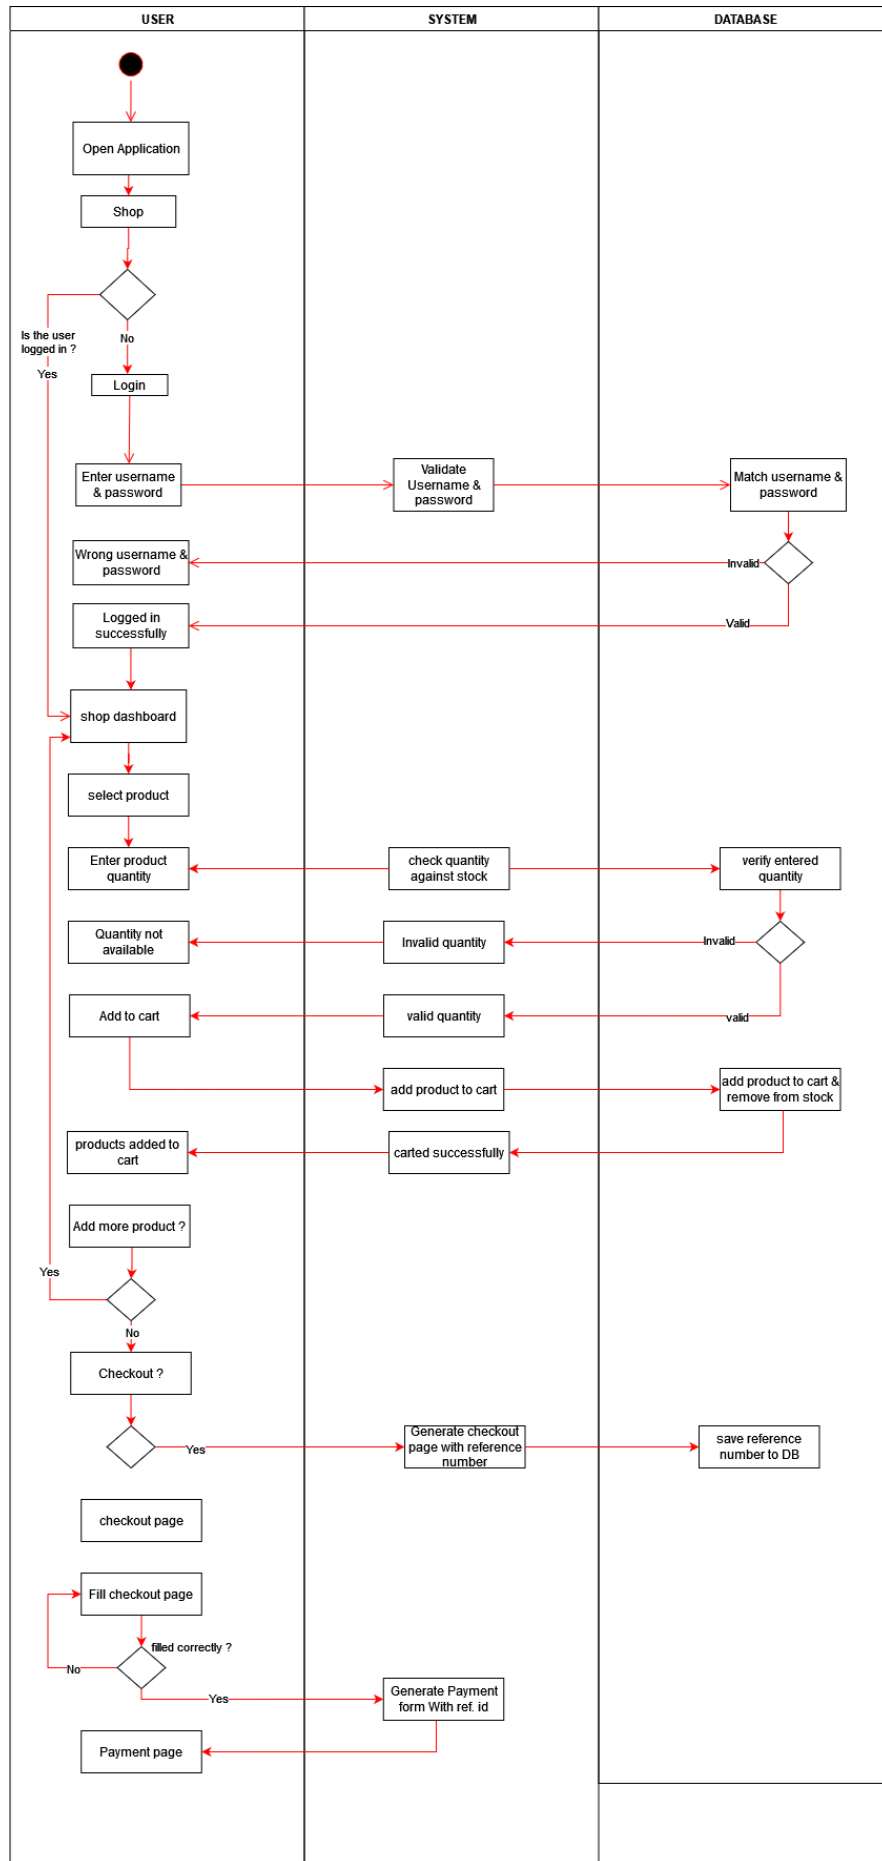 USER
SYSTEM
DATABASE
Open Application
Shop
Is the user
logged in ?
No
Yes
Login
Enter username
& password
Validate
Username &
password
Match username &
password
Wrong username &
password
Invalid
Logged in
successfully
Valid
shop dashboard
select product
Enter product
quantity
check quantity
against stock
verify entered
quantity
Quantity not
available
Invalid quantity
Invalid
Add to cart
valid quantity
valid
add product to cart
add product to cart &
remove from stock
products added to
cart
carted successfully
Add more product ?
Yes
No
Checkout ?
Yes
Generate checkout
page with reference
number
save reference
number to DB
checkout page
Fill checkout page
filled correctly ?
No
Yes
Generate Payment
form With ref. id
Payment page